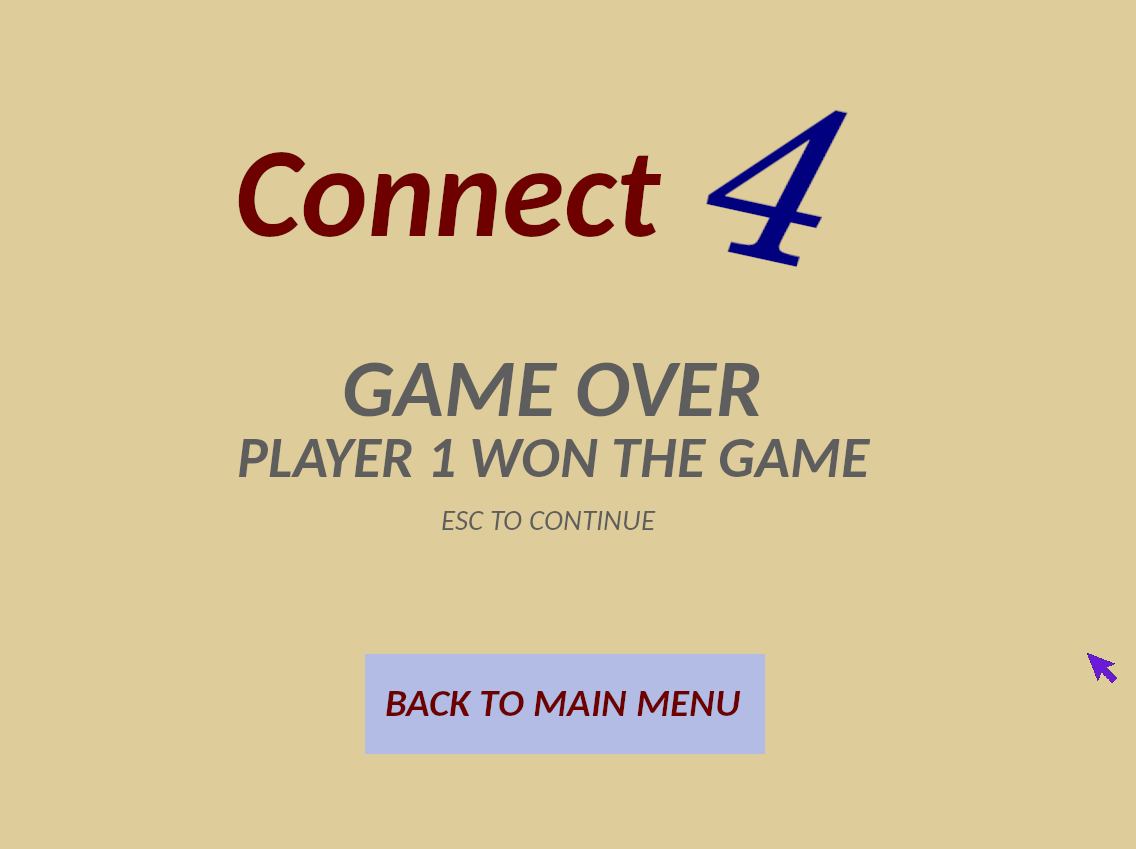 Connect 4
GAME OVER
PLAYER 1 WON THE GAME
ESC TO CONTINUE
BACK TO MAIN MENU